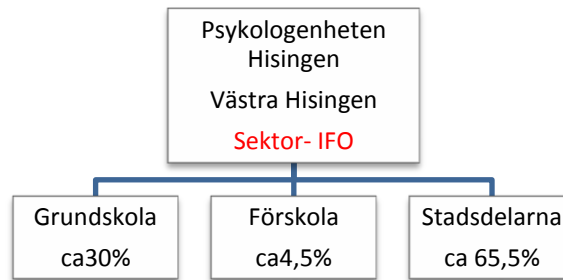 Psykologenheten
Hisingen
Västra Hisingen
Sektor- IFO
Grundskola
ca30%
Förskola
ca4,5%
Stadsdelarna
ca 65,5%